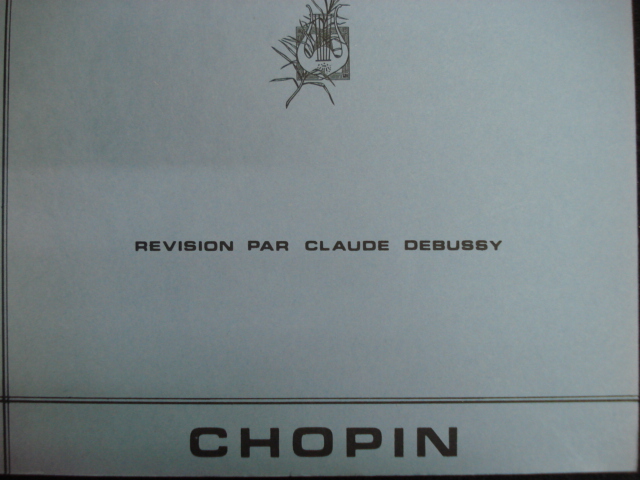 REVISION PAR CLAUDE DEBUSSY
CHOPIN